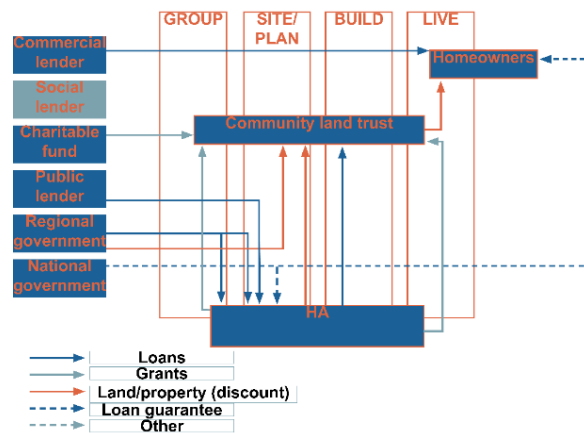 GROUP
SITE/
PLAN
BUILD
LIVE
Commercial
lender
Homeowners
Social
lender
Community land trust
Charitable
fund
Public
lender
Regional
government
National
government
HA
Loans
Grants
Land/property (discount)
Loan guarantee
Other